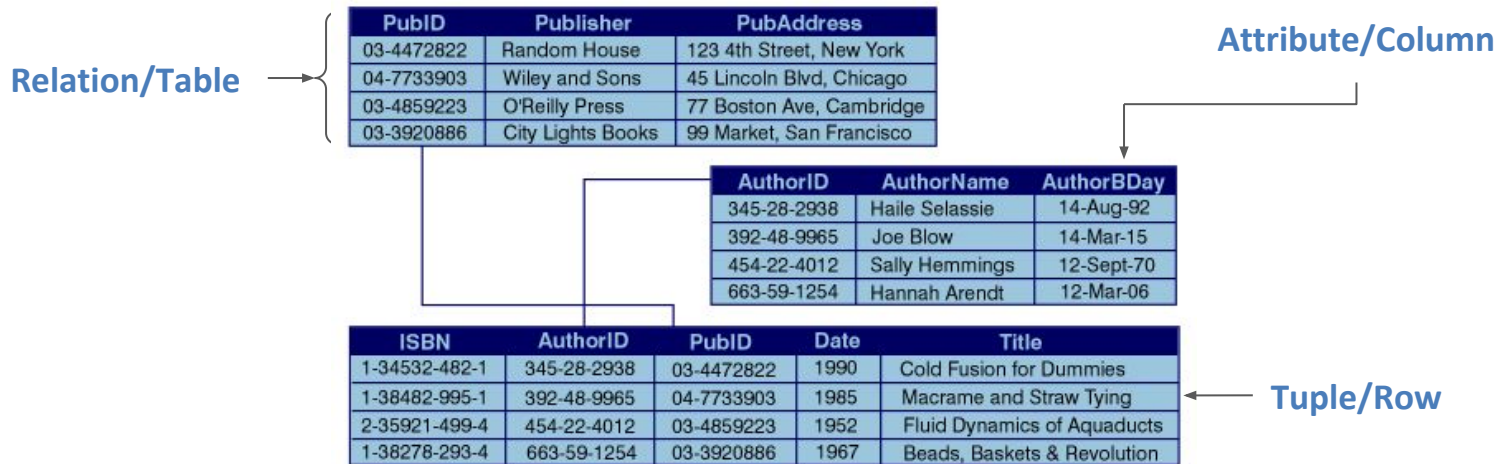 PubID Publisher PubAddress
03-4472822 Random House 123 4th Street, New York
04-7733903 Wiley and Sons 45 Lincoln Blvd, Chicago
03-4859223 O'Reilly Press 77 Boston Ave, Cambridge
03-3920886 City Lights Books 99 Market, San Francisco
Relation/Table
Attribute/Column
AuthorID AuthorName AuthorBDay
345-28-2938 Haile Selassie 14-Aug-92
392-48-9965 Joe Blow 14-Mar-15
454-22-4012 Sally Hemmings 12-Sept-70
663-59-1254 Hannah Arendt 12-Mar-06
ISBN AuthorID PubID Date Title
1-34532-482-1 345-28-2938 03-4472822 1990 Cold Fusion for Dummies
1-38482-995-1 392-48-9965 04-7733903 1985 Macrame and Straw Tying
2-35921-499-4 454-22-4012 03-4859223 1952 Fluid Dynamics of Aquaducts
1-38278-293-4 663-59-1254 03-3920886 1967 Beads, Baskets & Revolution
Tuple/Row